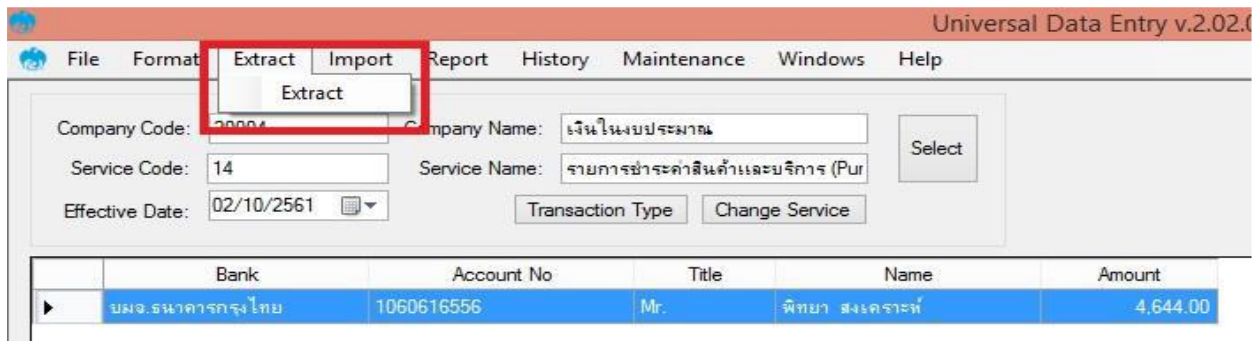 Universal Data Entry v.2.02.0
File Format Extract Import Report History Maintenance Windows Help
Extract
Company Code: Company Name: เงินในงบประมาณ Select
Service Code: 14 Service Name: รายการชำระค่าสินค้าและบริการ (Pur
Effective Date: 02/10/2561 Transaction Type Change Service
Bank Account No Title Name Amount
บมจ.ธนาคารกรุงไทย 1060616556 Mr. พิทยา สงเคราะห์ 4,644.00